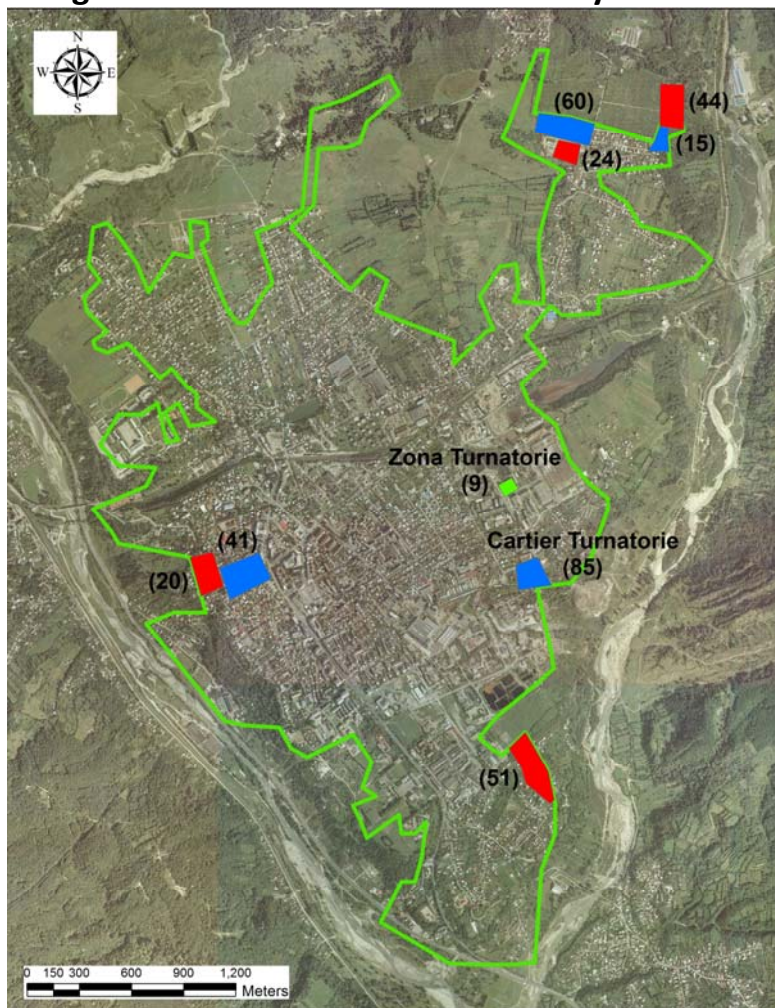 N
W E
S
(60)
(44)
(15)
(24)
Zona Turnatorie
(9)
(41)
(20)
Cartier Turnatorie
(85)
(51)
0 150 300 600 900 1,200
Meters